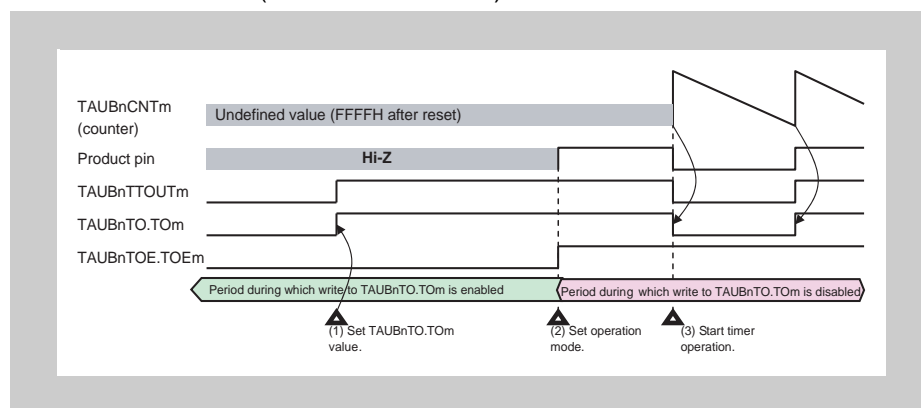 TAUBnCNTm
(counter)
Undefined value (FFFFH after reset)
Product pin
Hi-Z
TAUBnTTOUTm
TAUBnTO.TOm
TAUBnTOE.TOEm
Period during which write to TAUBnTO.TOm is enabled
Period during which write to TAUBnTO.TOm is disabled
(1) Set TAUBnTO.TOm
value.
(2) Set operation
mode.
(3) Start timer
operation.